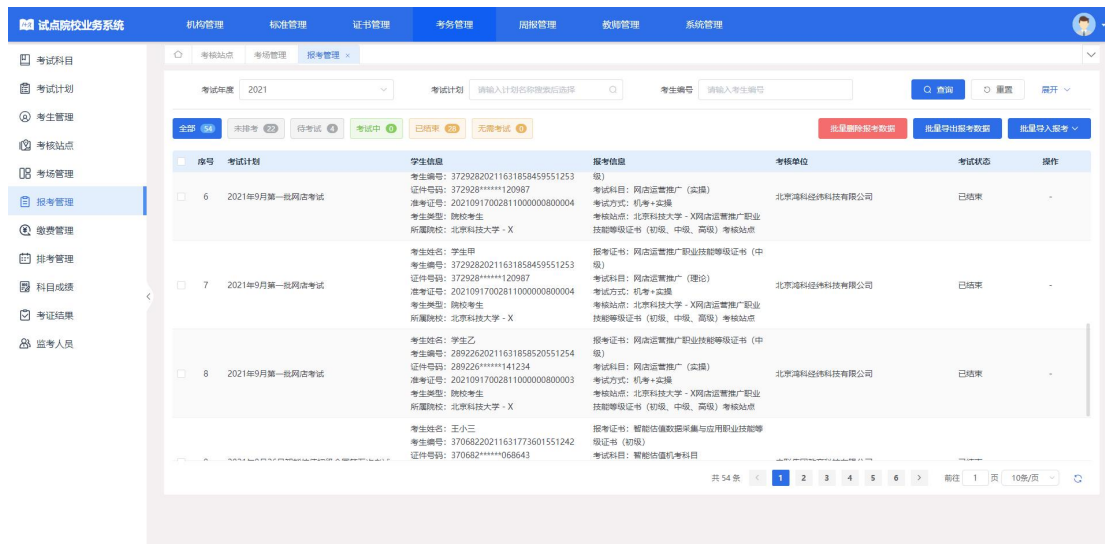 试点院校业务系统
机构管理 标准管理 证书管理 考务管理 周报管理 教师管理 系统管理
考试科目
考试计划
考生管理
考核站点
考场管理
报考管理
缴费管理
排考管理
科目成绩
考证结果
监考人员
考核站点 考场管理 报考管理 ×
考试年度 2021 考试计划 请输入计划名称搜索后选择 考生编号 请输入考生编号 查询 重置 展开
全部 54 未排考 22 待考试 4 考试中 0 已结束 28 无需考试 0 批量删除报考数据 批量导出报考数据 批量导入报考
序号 考试计划 学生信息 报考信息 考核单位 考试状态 操作
6 2021年9月第一批网店考试
考生编号：37292820211631858459551253
证件号码：372928******120987
准考证号：20210917002811000000800004
考生类型：院校考生
所属院校：北京科技大学 - X
级）
考试科目：网店运营推广（实操）
考试方式：机考+实操
考核站点：北京科技大学 - X网店运营推广职业
技能等级证书（初级、中级、高级）考核站点
北京鸿科经纬科技有限公司 已结束 -
7 2021年9月第一批网店考试
考生姓名：学生甲
考生编号：37292820211631858459551253
证件号码：372928******120987
准考证号：20210917002811000000800004
考生类型：院校考生
所属院校：北京科技大学 - X
报考证书：网店运营推广职业技能等级证书（中
级）
考试科目：网店运营推广（理论）
考试方式：机考+实操
考核站点：北京科技大学 - X网店运营推广职业
技能等级证书（初级、中级、高级）考核站点
北京鸿科经纬科技有限公司 已结束 -
8 2021年9月第一批网店考试
考生姓名：学生乙
考生编号：28922620211631858520551254
证件号码：289226******141234
准考证号：20210917002811000000800003
考生类型：院校考生
所属院校：北京科技大学 - X
报考证书：网店运营推广职业技能等级证书（中
级）
考试科目：网店运营推广（实操）
考试方式：机考+实操
考核站点：北京科技大学 - X网店运营推广职业
技能等级证书（初级、中级、高级）考核站点
北京鸿科经纬科技有限公司 已结束 -
考生姓名：王小三
考生编号：37068220211631773601551242
证件号码：370682******068643
报考证书：智能估值数据采集与应用职业技能等
级证书（初级）
考试科目：智能估值机考科目
共 54 条 1 2 3 4 5 6 前往 1 页 10条/页